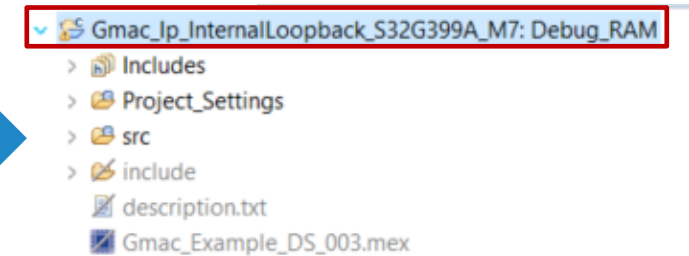 Gmac_Ip_InternalLoopback_S32G399A_M7: Debug_RAM
Includes
Project_Settings
src
include
description.txt
Gmac_Example_DS_003.mex